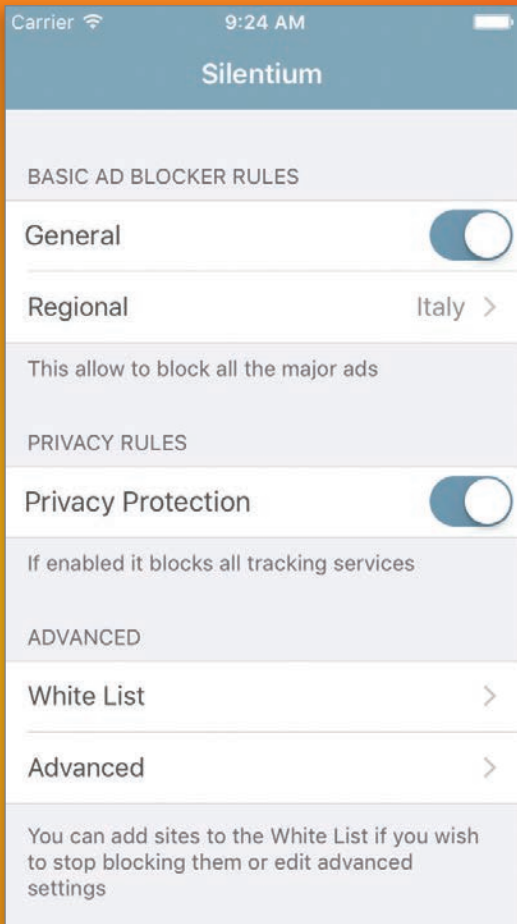 Carrier 9:24 AM
Silentium
BASIC AD BLOCKER RULES
General
Regional Italy >
This allow to block all the major ads
PRIVACY RULES
Privacy Protection
If enabled it blocks all tracking services
ADVANCED
White List >
Advanced >
You can add sites to the White List if you wish
to stop blocking them or edit advanced
settings